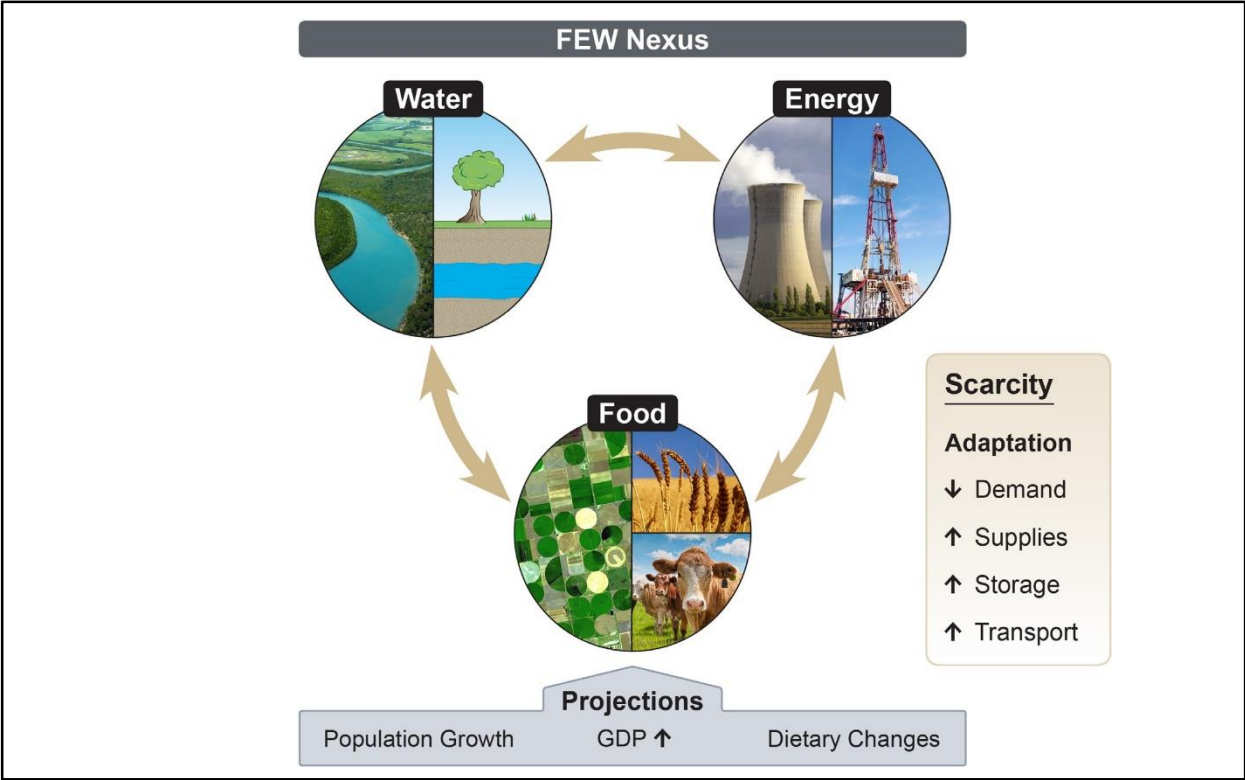 FEW Nexus
Water
Energy
Food
Scarcity
Adaptation
↓ Demand
↑ Supplies
↑ Storage
↑ Transport
Projections
Population Growth GDP ↑ Dietary Changes